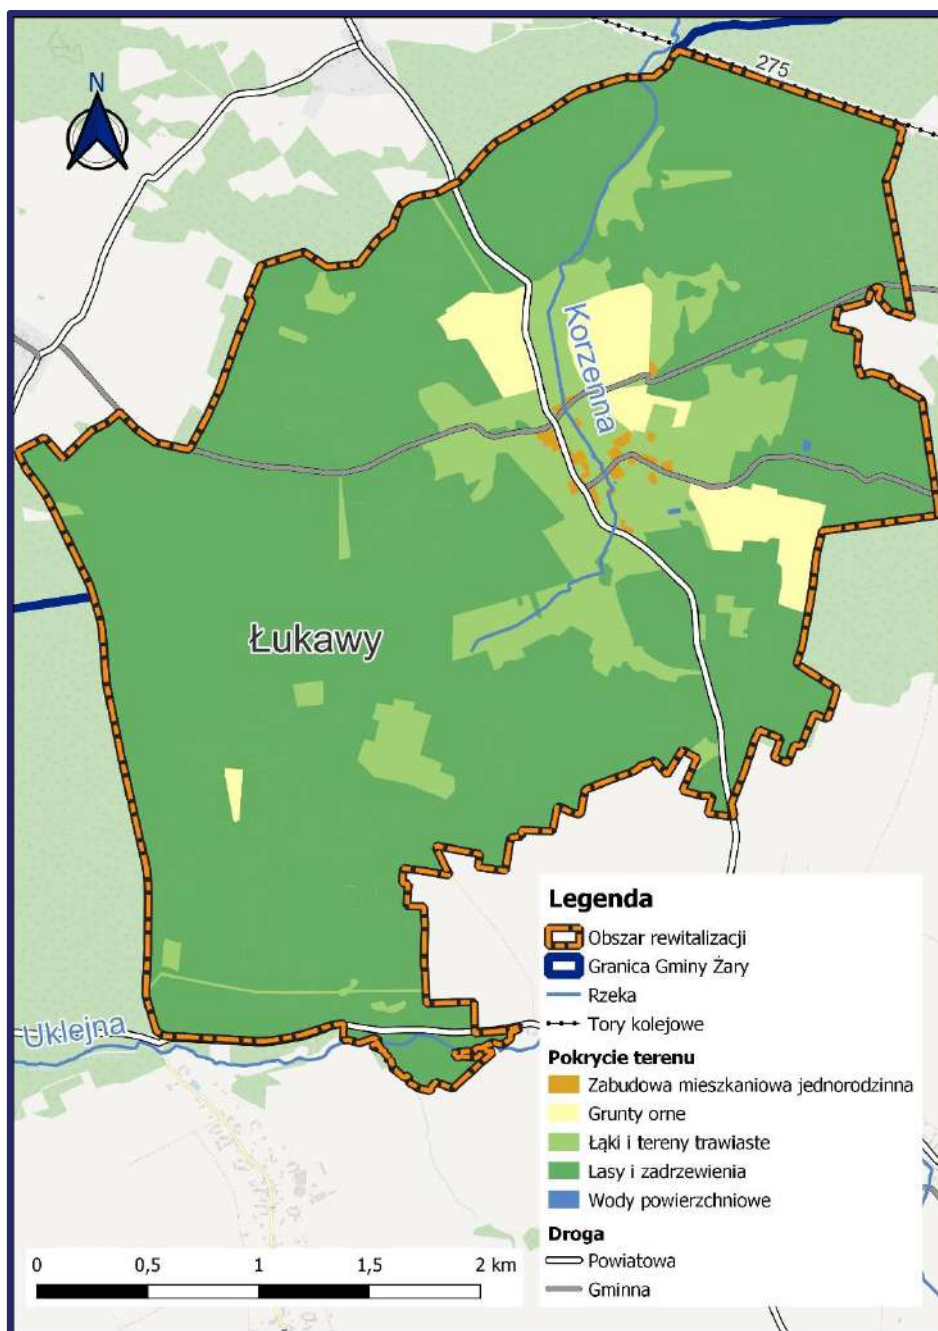 N
275
Korzenna
Łukawy
Uklejna
Legenda
Obszar rewitalizacji
Granica Gminy Żary
Rzeka
Tory kolejowe
Pokrycie terenu
Zabudowa mieszkaniowa jednorodzinna
Grunty orne
Łąki i tereny trawiaste
Lasy i zadrzewienia
Wody powierzchniowe
Droga
Powiatowa
Gminna
0 0,5 1 1,5 2 km